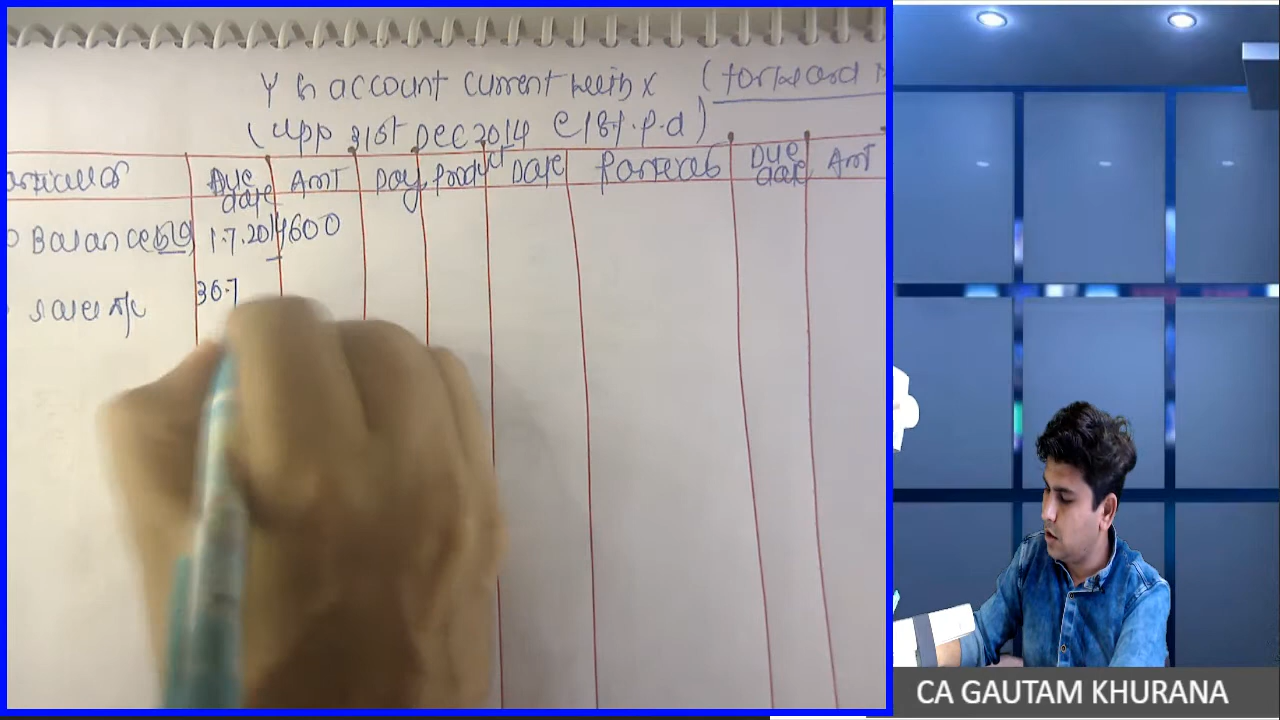 Y in account current with X (forward
(upp 31st Dec 2014 @ 18%.p.a)
Due date Amt Day Product Date Particulars Due date Amt
Balance b/d 1.7.2014 600
Sales A/c 30.7
CA GAUTAM KHURANA